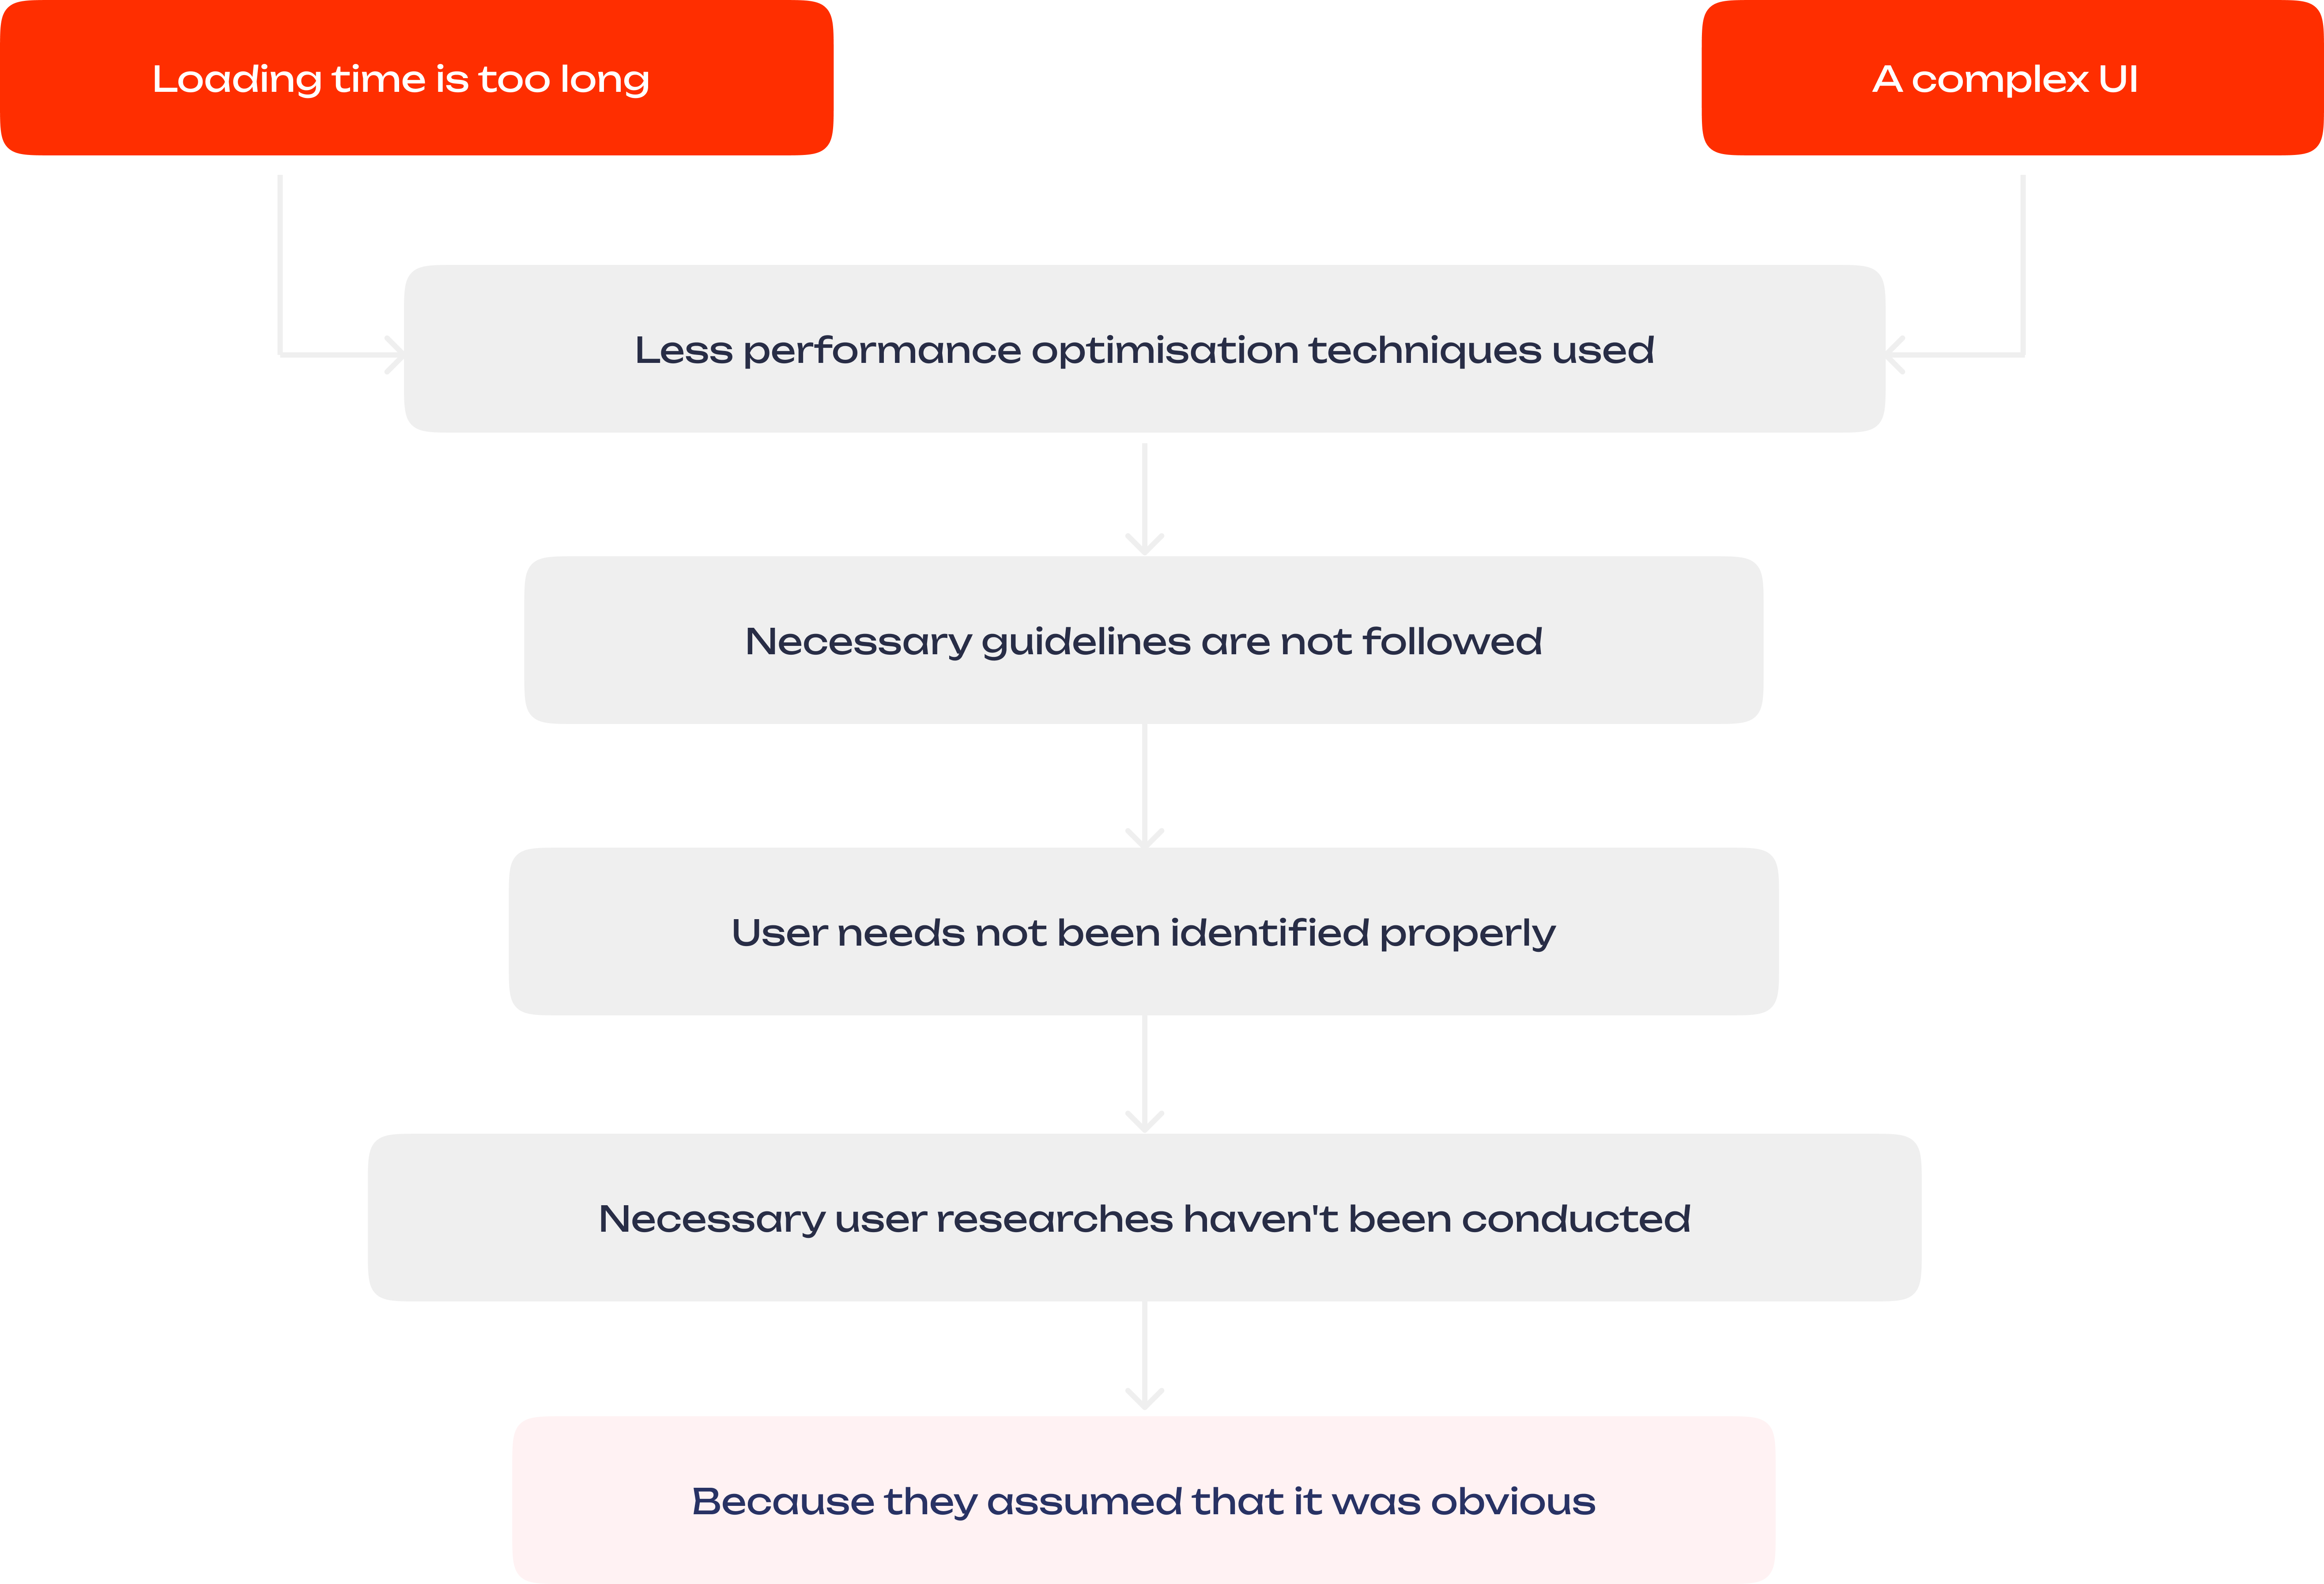 Loading time is too long
A complex UI
Less performance optimisation techniques used
Necessary guidelines are not followed
User needs not been identified properly
Necessary user researches haven't been conducted
Because they assumed that it was obvious